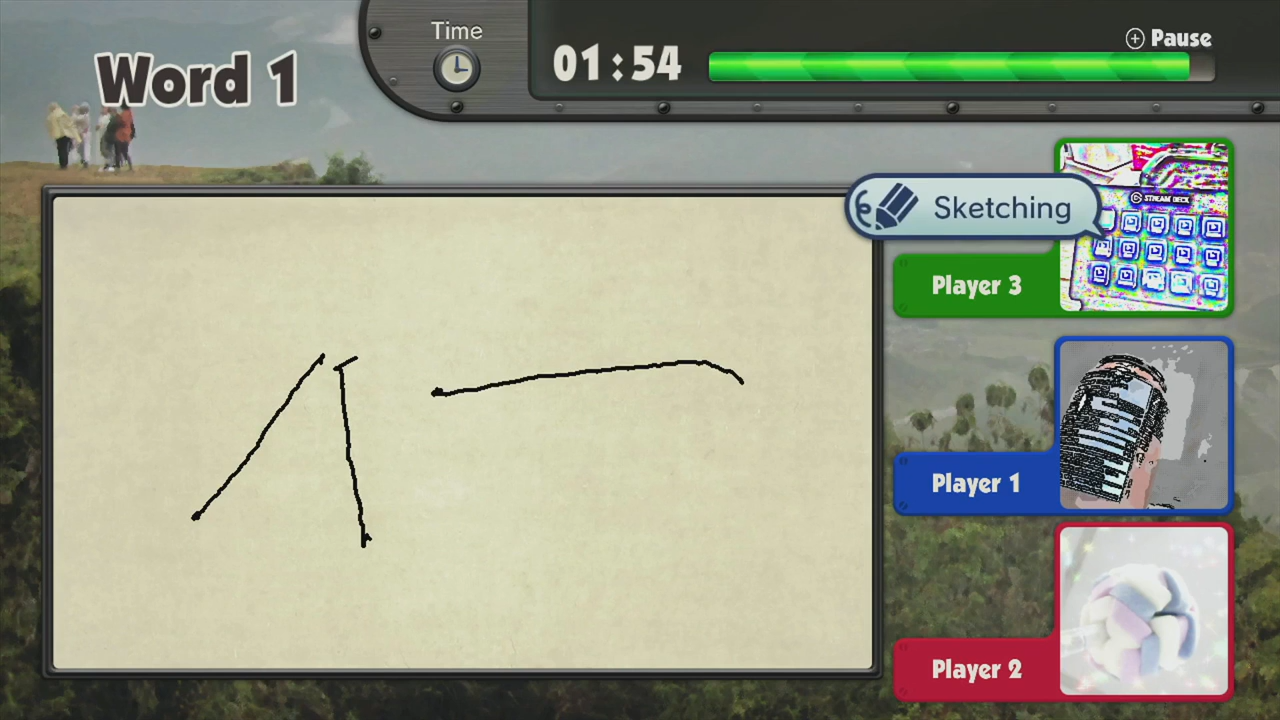 Word 1
Time
01:54
Pause
Sketching
STREAM DECK
Player 3
Player 1
Player 2